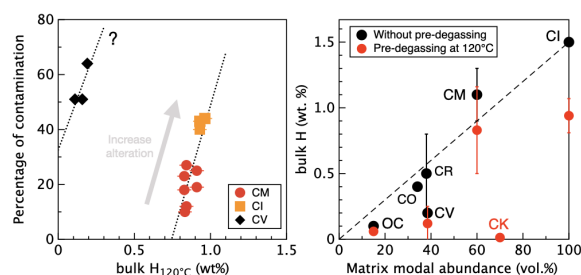 80
60
40
20
0
Percentage of contamination
?
Increase
alteration
CM
CI
CV
0 0.5 1.0 1.5
bulk H120°C (wt%)
1.5
1.0
0.5
0.0
bulk H (wt. %)
Without pre-degassing
Pre-degassing at 120°C
CI
CM
CR
CO
CV
OC
CK
0 20 40 60 80 100
Matrix modal abundance (vol.%)